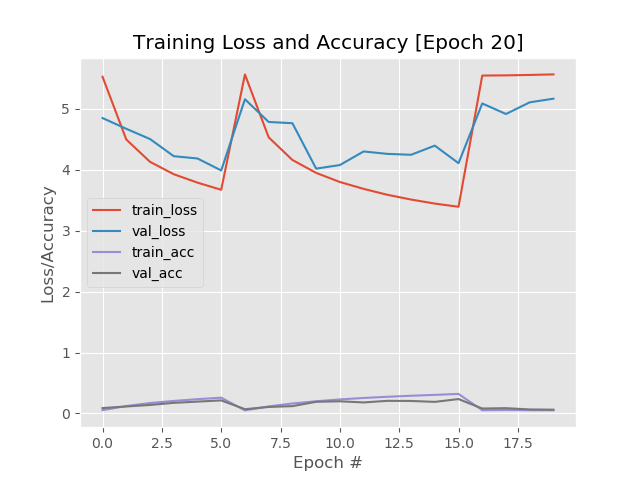 Training Loss and Accuracy [Epoch 20]
Loss/Accuracy
5
4
3
2
1
0
train_loss
val_loss
train_acc
val_acc
0.0 2.5 5.0 7.5 10.0 12.5 15.0 17.5
Epoch #